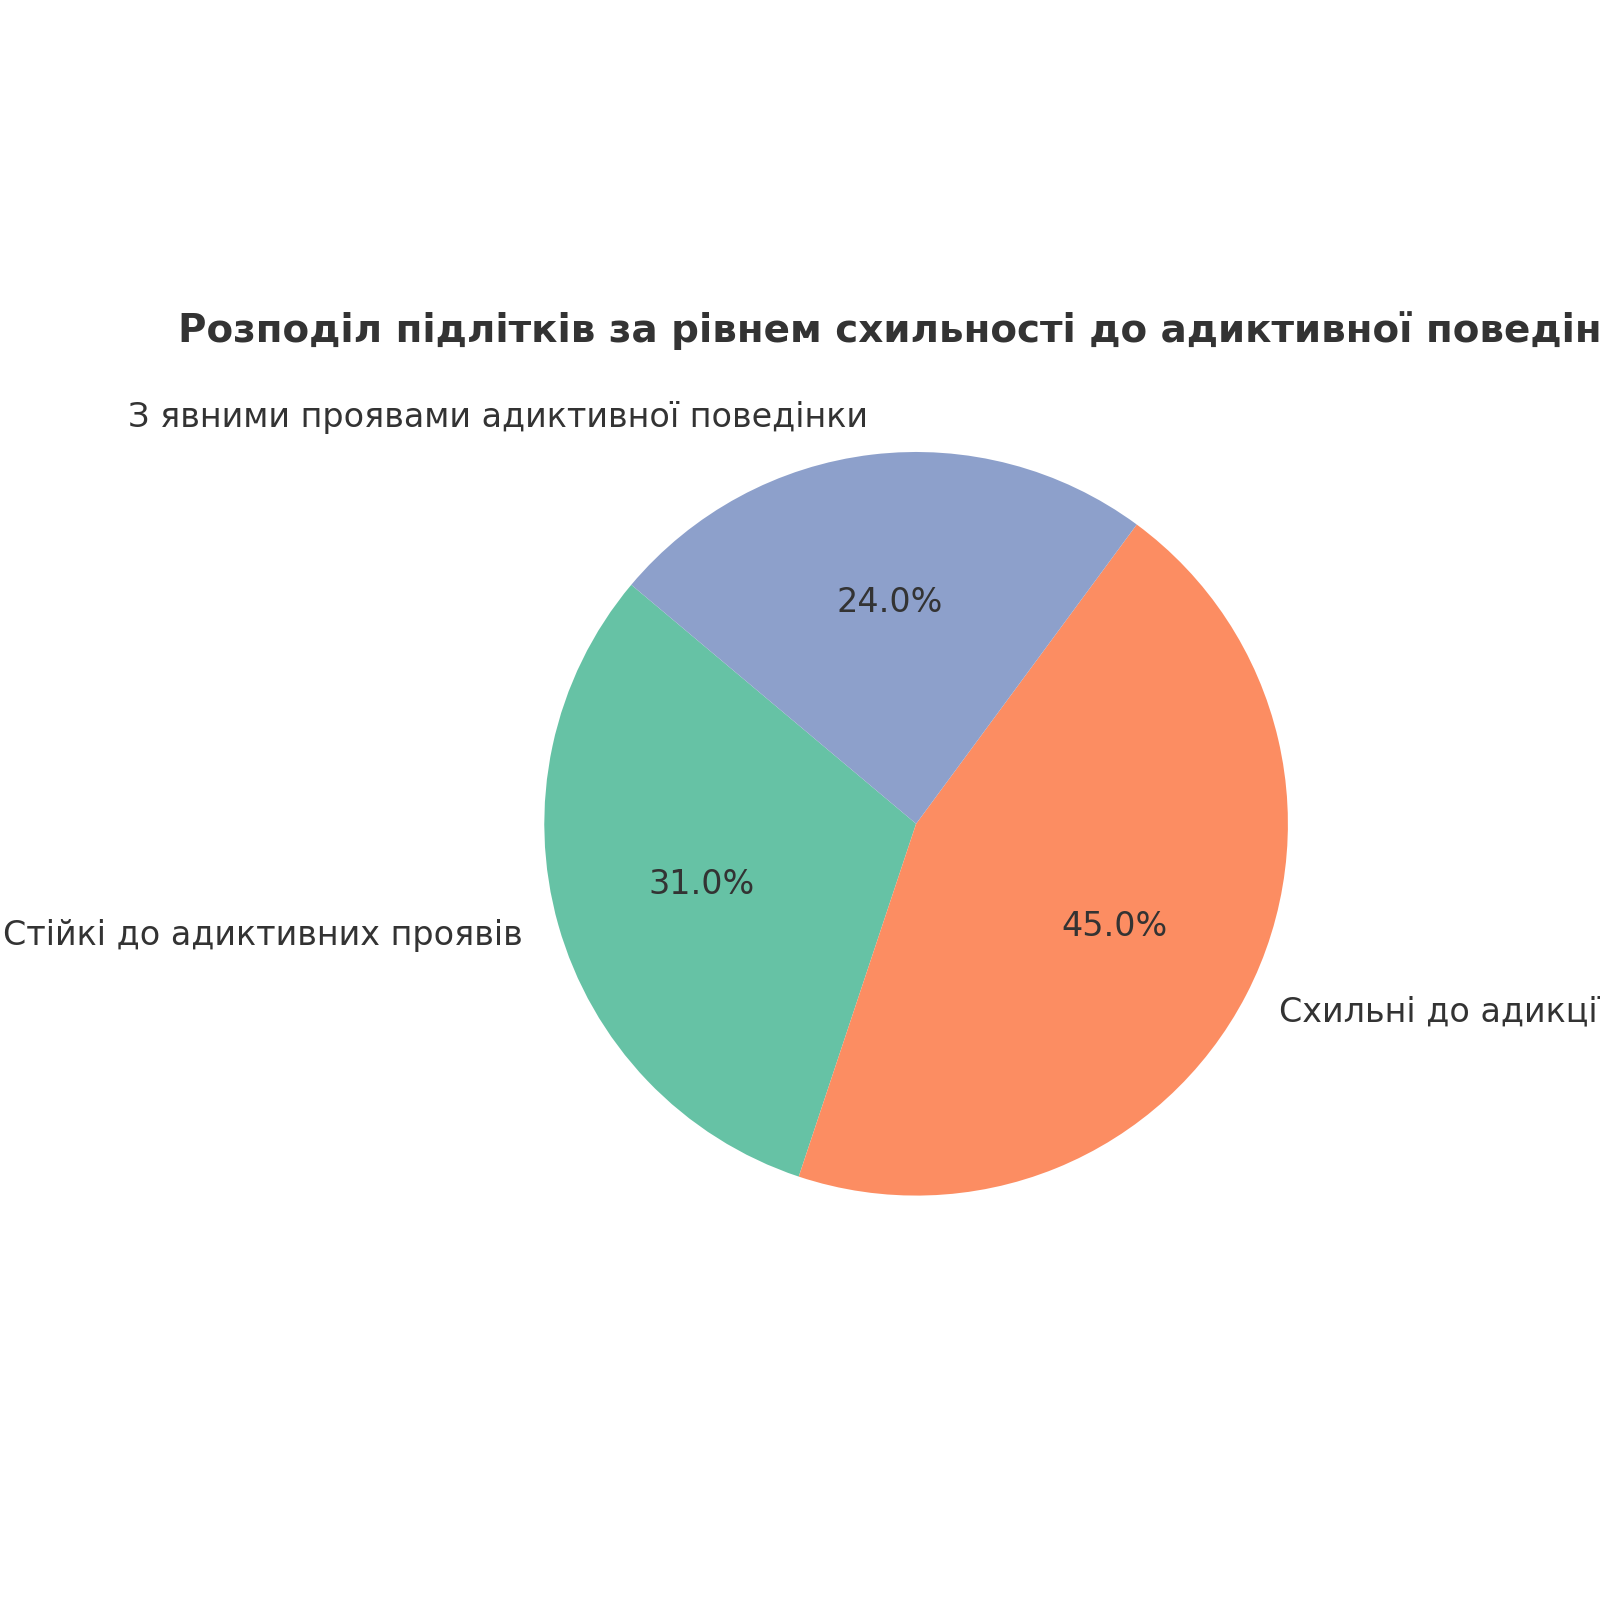 Розподіл підлітків за рівнем схильності до адиктивної поведін
З явними проявами адиктивної поведінки
24.0%
31.0%
45.0%
Стійкі до адиктивних проявів
Схильні до адикції